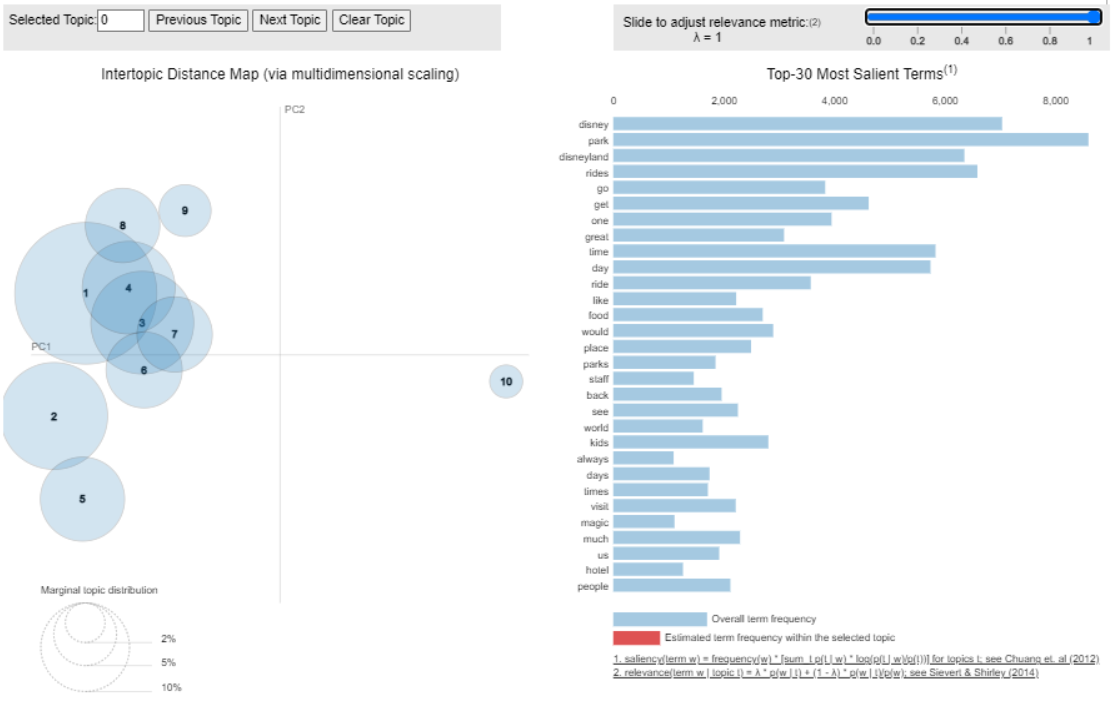 Selected Topic: 0 Previous Topic Next Topic Clear Topic
Slide to adjust relevance metric:(2)
λ = 1
0.0 0.2 0.4 0.6 0.8 1
Intertopic Distance Map (via multidimensional scaling)
PC2
PC1
8
9
1
4
3
7
6
10
2
5
Marginal topic distribution
2%
5%
10%
Top-30 Most Salient Terms(1)
0 2,000 4,000 6,000 8,000
disney
park
disneyland
rides
go
get
one
great
time
day
ride
like
food
would
place
parks
staff
back
see
world
kids
always
days
times
visit
magic
much
us
hotel
people
Overall term frequency
Estimated term frequency within the selected topic
1. saliency(term w) = frequency(w) * [sum_t p(t | w) * log(p(t | w)/p(t))] for topics t; see Chuang et. al (2012)
2. relevance(term w | topic t) = λ * p(w | t) + (1 - λ) * p(w | t)/p(w); see Sievert & Shirley (2014)